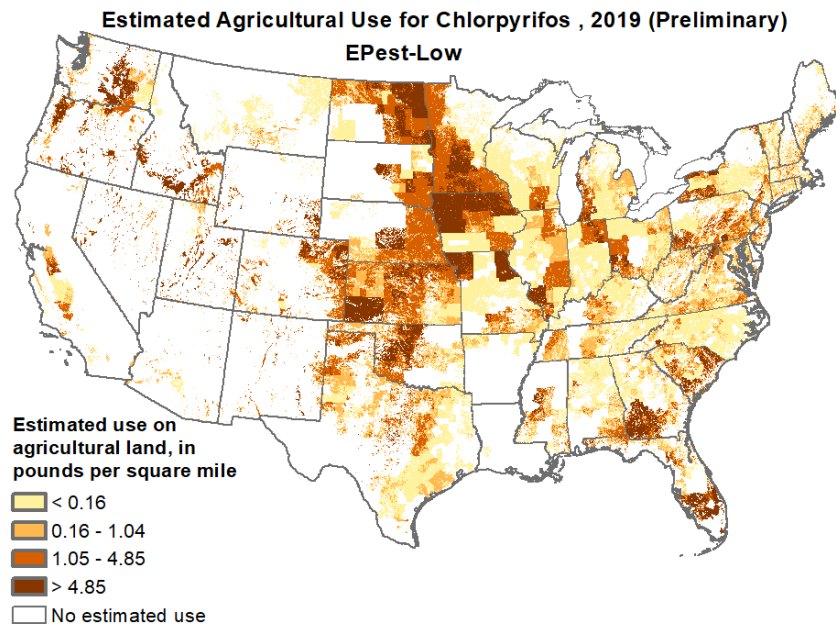 Estimated Agricultural Use for Chlorpyrifos , 2019 (Preliminary)
EPest-Low
Estimated use on
agricultural land, in
pounds per square mile
< 0.16
0.16 - 1.04
1.05 - 4.85
> 4.85
No estimated use